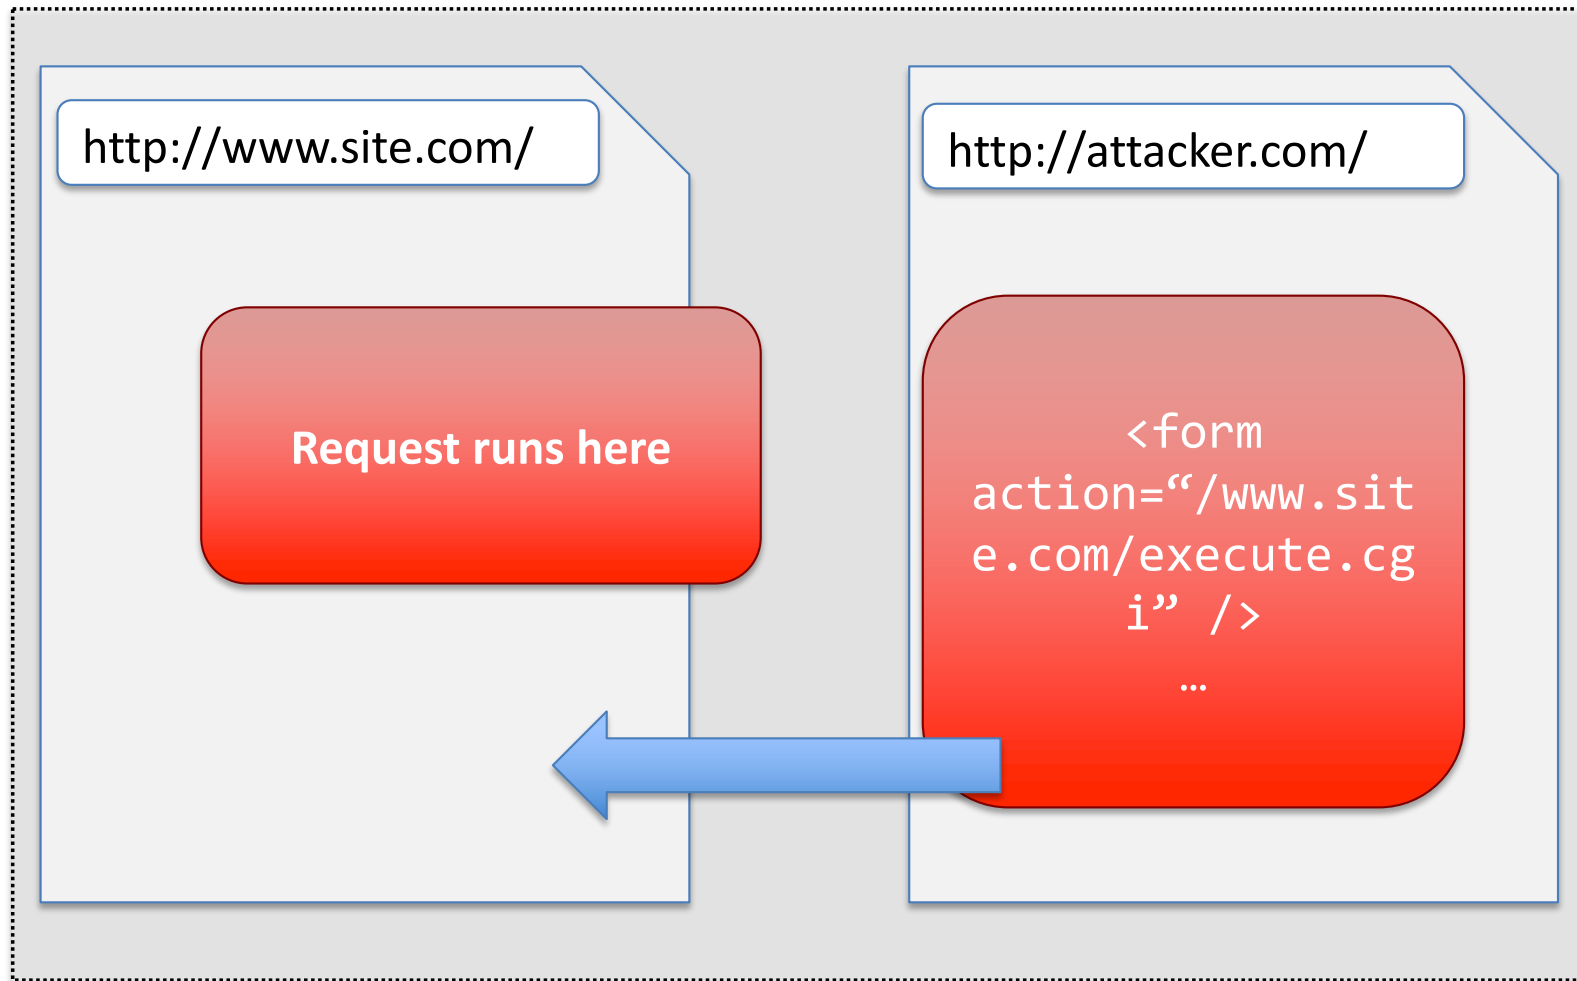 http://www.site.com/
http://attacker.com/
Request runs here
<form
action=“/www.sit
e.com/execute.cg
i” />
…